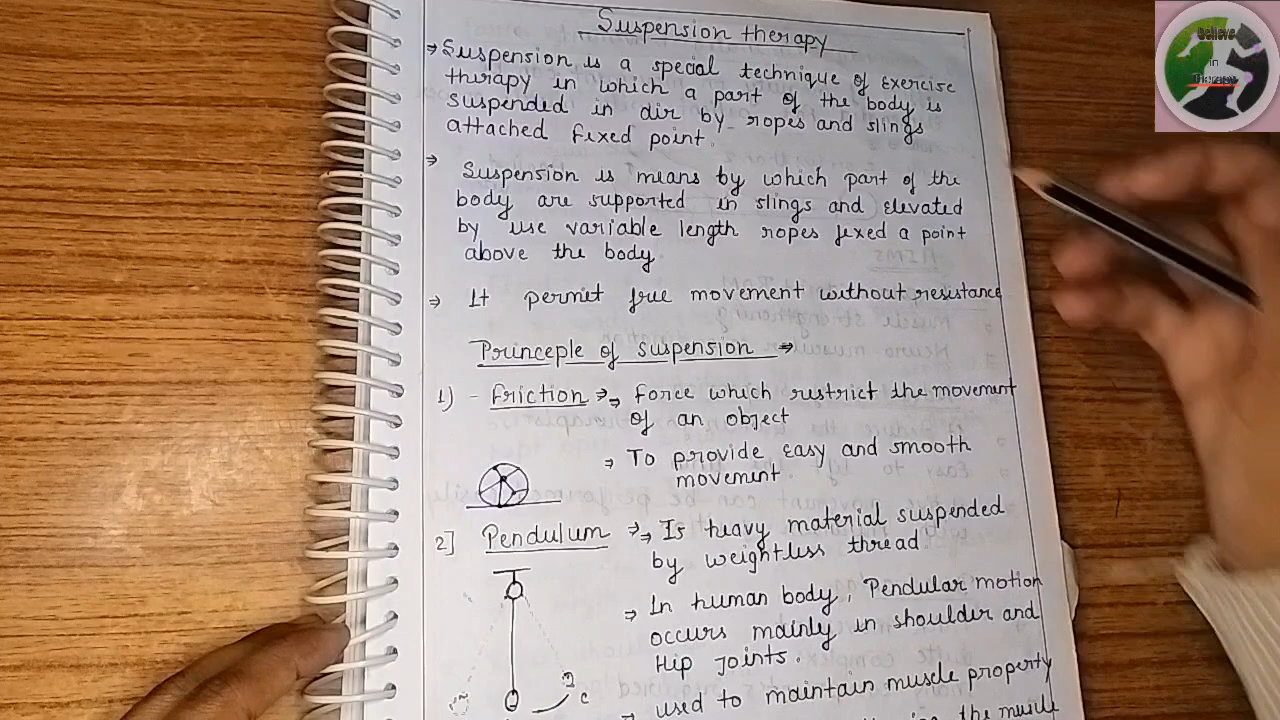 Suspension therapy
⇒ Suspension is a special technique of exercise
therapy in which a part of the body is
suspended in air by ropes and slings
attached fixed point.
⇒ Suspension is means by which part of the
body are supported in slings and elevated
by use variable length ropes fixed a point
above the body
⇒ It permit free movement without resistance
Princeple of suspension →
1) - Friction ⇒ ⇒ Force which restrict the movement
of an object
⇒ To provide easy and smooth
movement
2] Pendulum ⇒ ⇒ Is heavy material suspended
by weightless thread
⇒ In human body, Pendular motion
occurs mainly in shoulder and
Hip Joints.
⇒ used to maintain muscle property
the muscle
C
Believe
in
Therapy